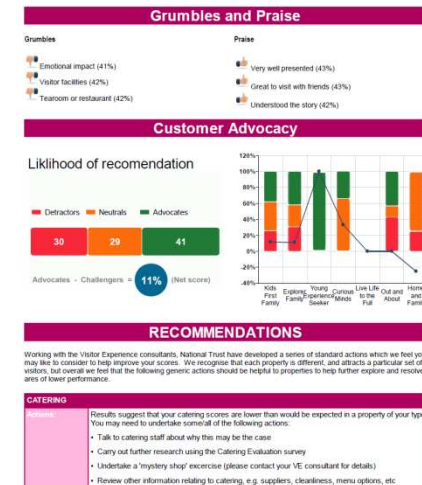 Grumbles and Praise
Grumbles
Praise
Emotional impact (41%)
Visitor facilities (42%)
Tearoom or restaurant (42%)
Very well presented (43%)
Great to visit with friends (43%)
Understood the story (42%)
Customer Advocacy
Liklihood of recomendation
Detractors Neutrals Advocates
30 29 41
Advocates - Challengers = 11% (Net score)
120%
100%
80%
60%
40%
20%
0%
-20%
-40%
Kids First Family
Explorer Family
Young Experience Seeker
Curious Minds
Live Life to the Full
Out and About
Home and Family
RECOMMENDATIONS
Working with the Visitor Experience consultants, National Trust have developed a series of standard actions which we feel you
may like to consider to help improve your scores. We recognise that each property is different, and attracts a particular set of
visitors, but overall we feel that the following generic actions should be helpful to properties to help further explore and resolve
ares of lower performance.
CATERING
Actions:
Results suggest that your catering scores are lower than would be expected in a property of your type.
You may need to undertake some/all of the following actions:
• Talk to catering staff about why this may be the case
• Carry out further research using the Catering Evaluation survey
• Undertake a 'mystery shop' excercise (please contact your VE consultant for details)
• Review other information relating to catering, e.g. suppliers, cleanliness, menu options, etc